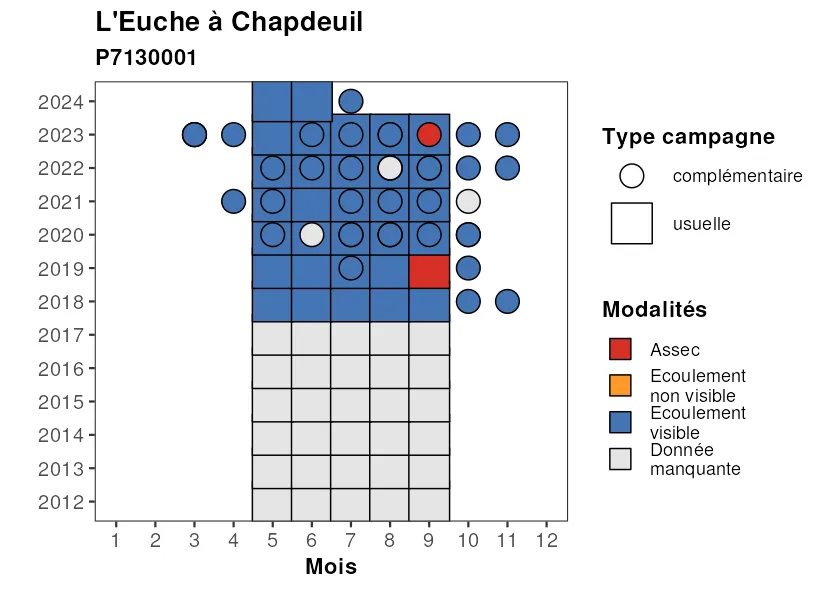 L'Euche à Chapdeuil
P7130001
2024
2023
2022
2021
2020
2019
2018
2017
2016
2015
2014
2013
2012
1 2 3 4 5 6 7 8 9 10 11 12
Mois
Type campagne
complémentaire
usuelle
Modalités
Assec
Ecoulement
non visible
Ecoulement
visible
Donnée
manquante